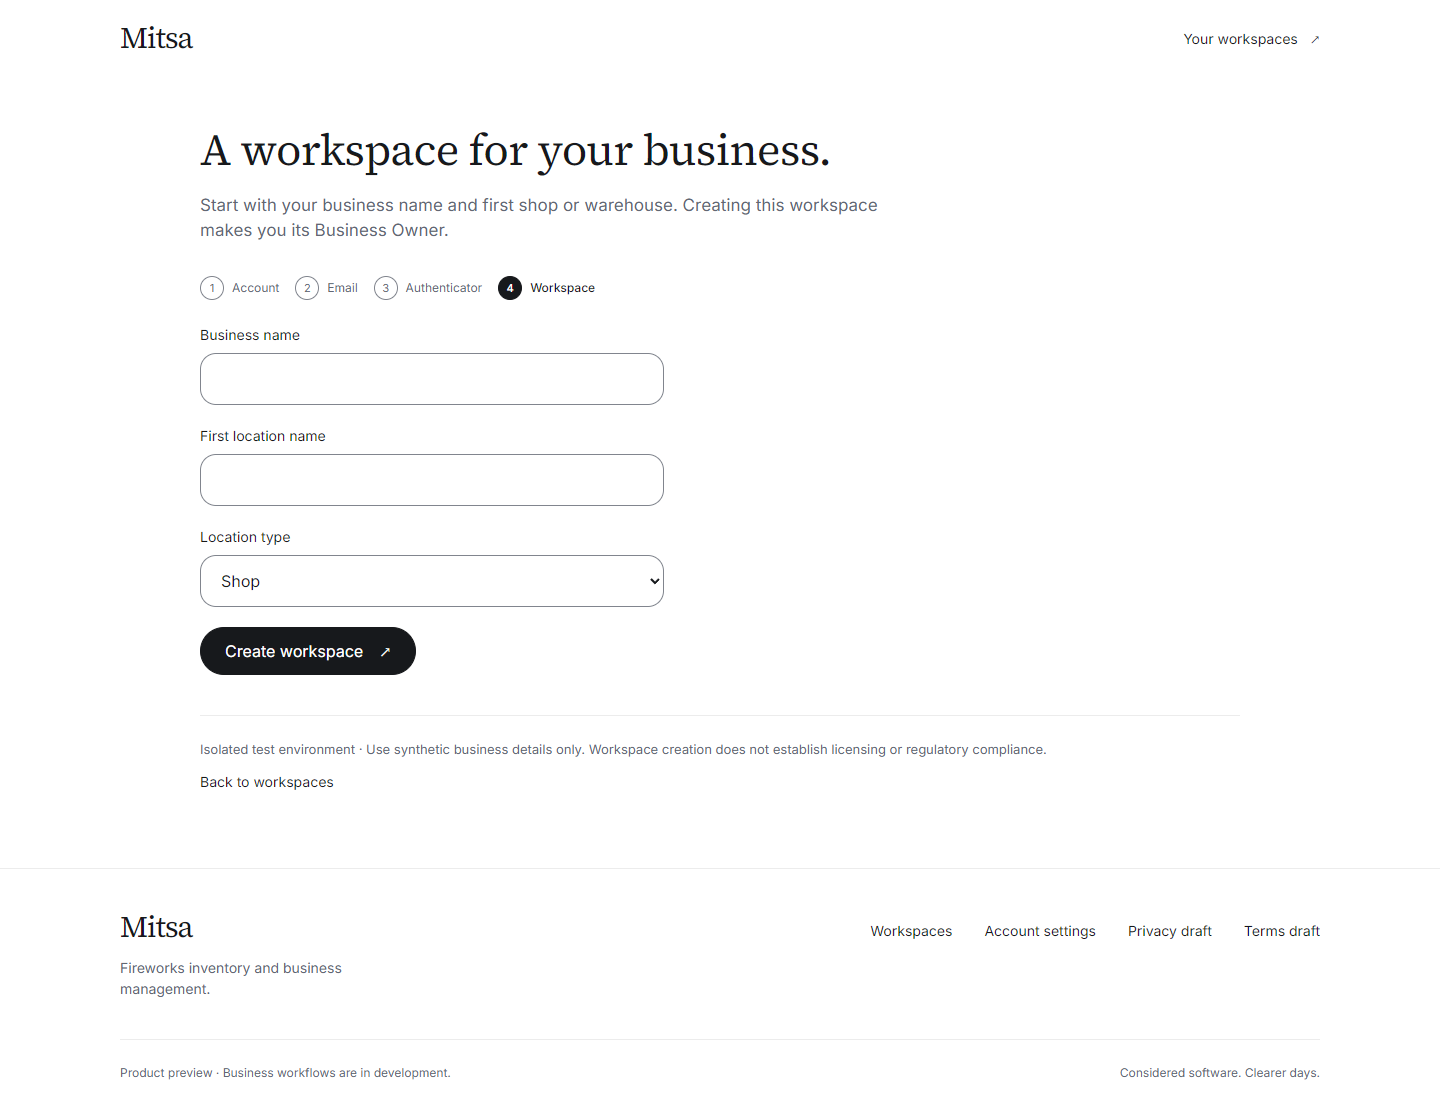 Mitsa
Your workspaces ↗
A workspace for your business.
Start with your business name and first shop or warehouse. Creating this workspace
makes you its Business Owner.
1 Account 2 Email 3 Authenticator 4 Workspace
Business name
First location name
Location type
Shop
Create workspace ↗
Isolated test environment · Use synthetic business details only. Workspace creation does not establish licensing or regulatory compliance.
Back to workspaces
Mitsa
Workspaces Account settings Privacy draft Terms draft
Fireworks inventory and business
management.
Product preview · Business workflows are in development.
Considered software. Clearer days.